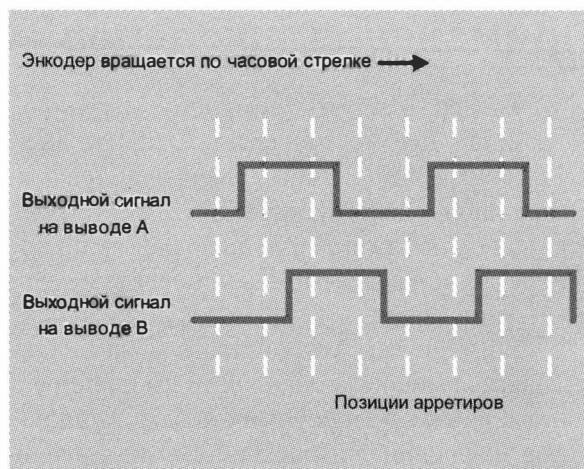 Энкодер вращается по часовой стрелке
Выходной сигнал
на выводе А
Выходной сигнал
на выводе В
Позиции арретиров